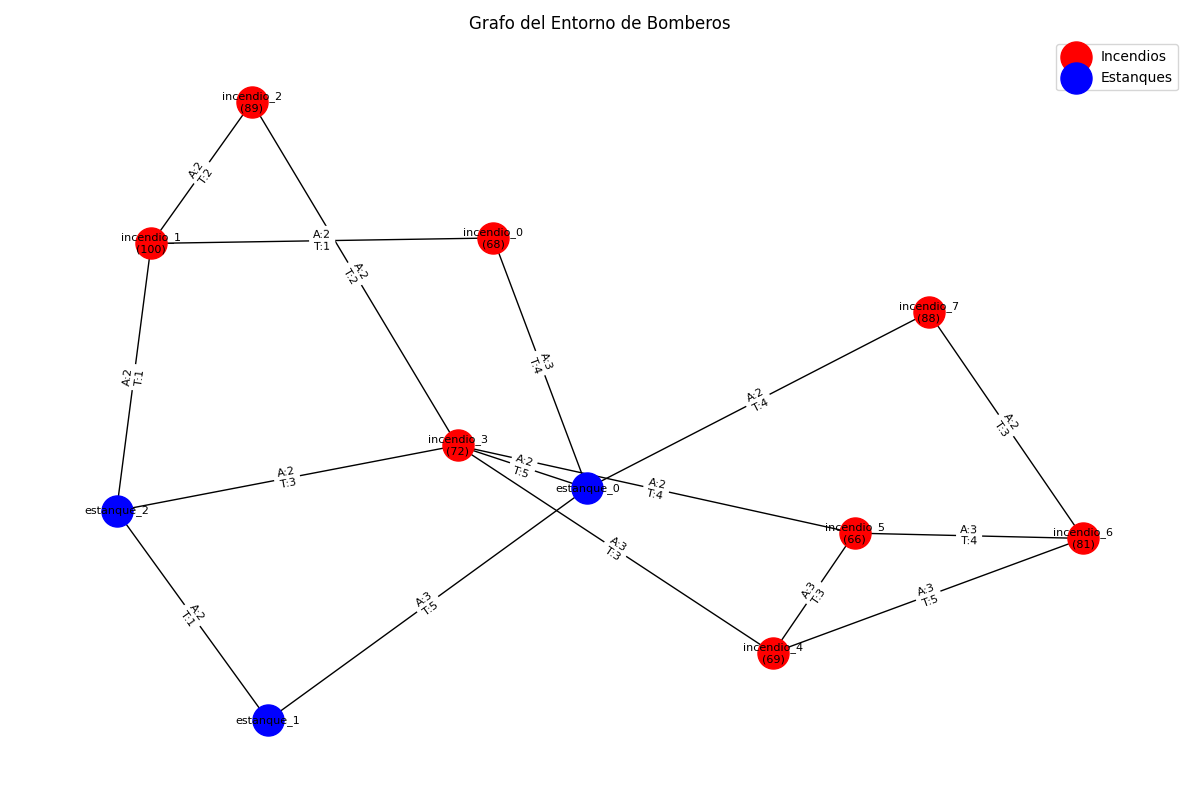 Grafo del Entorno de Bomberos
Incendios
Estanques
incendio_2
(89)
A:2
T:2
incendio_1
(100)
A:2
T:1
incendio_0
(68)
A:2
T:2
incendio_7
(88)
A:3
T:4
A:2
T:1
A:2
T:4
A:2
T:3
incendio_3
(72)
A:2
T:5
A:2
T:3
estanque_0
A:2
T:4
estanque_2
incendio_5
(66)
A:3
T:4
incendio_6
(81)
A:3
T:3
A:3
T:3
A:3
T:5
A:3
T:5
A:2
T:1
incendio_4
(69)
estanque_1